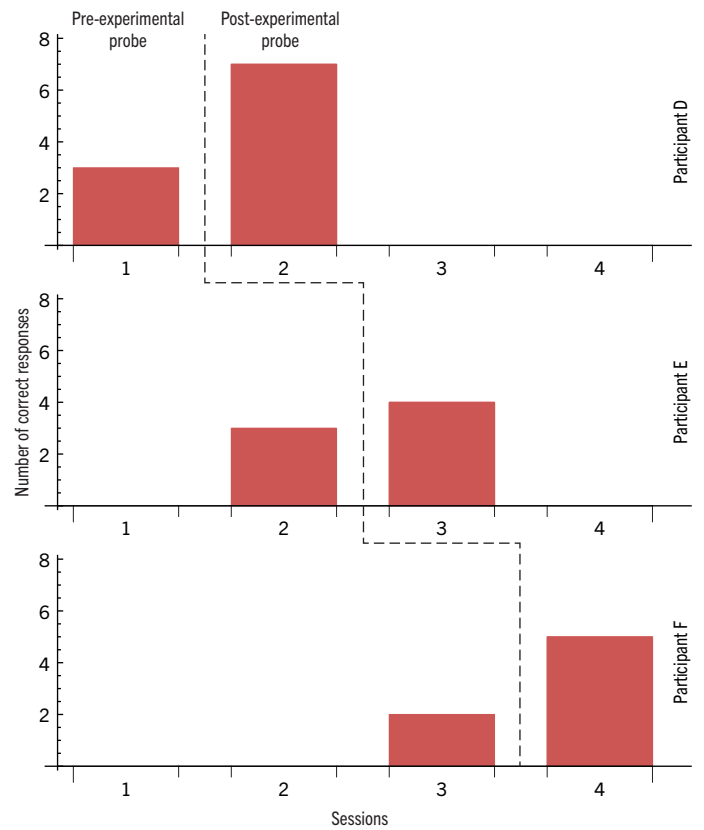 Pre-experimental
probe
Post-experimental
probe
8
6
4
2
1 2 3 4
Participant D
Number of correct responses
8
6
4
2
1 2 3 4
Participant E
8
6
4
2
1 2 3 4
Participant F
Sessions